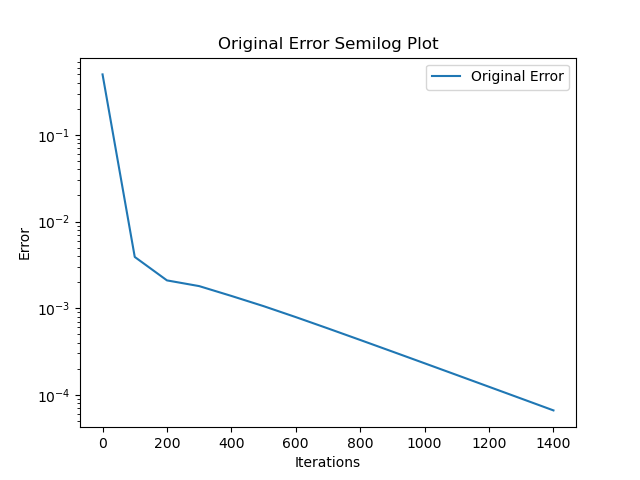 Original Error Semilog Plot
Original Error
10⁻¹
10⁻²
10⁻³
10⁻⁴
Error
0 200 400 600 800 1000 1200 1400
Iterations